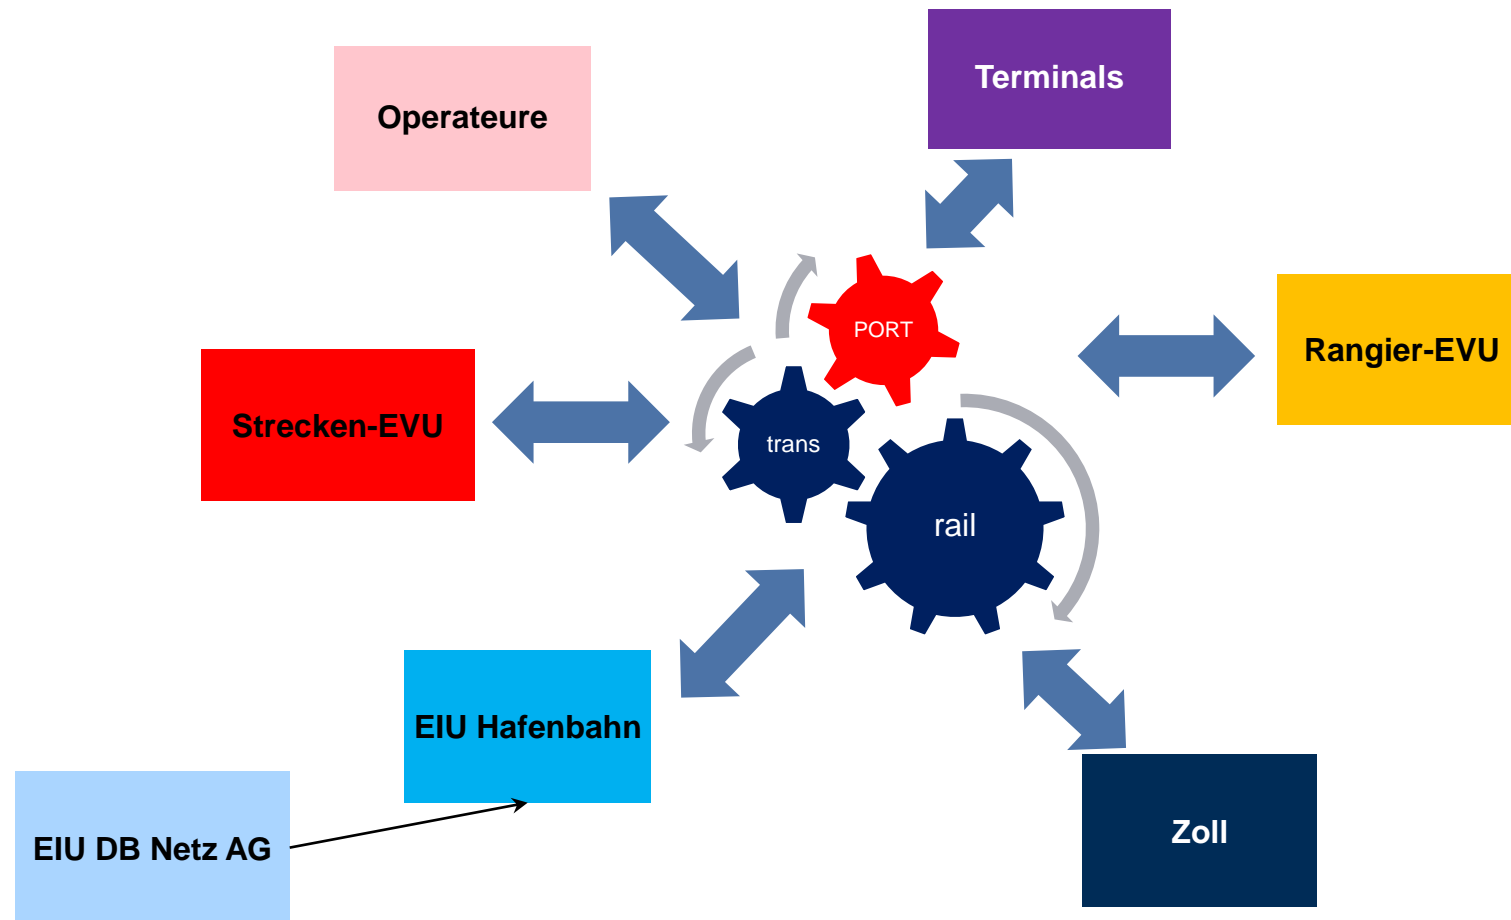 Terminals
Operateure
PORT
Rangier-EVU
Strecken-EVU
trans
rail
EIU Hafenbahn
Zoll
EIU DB Netz AG